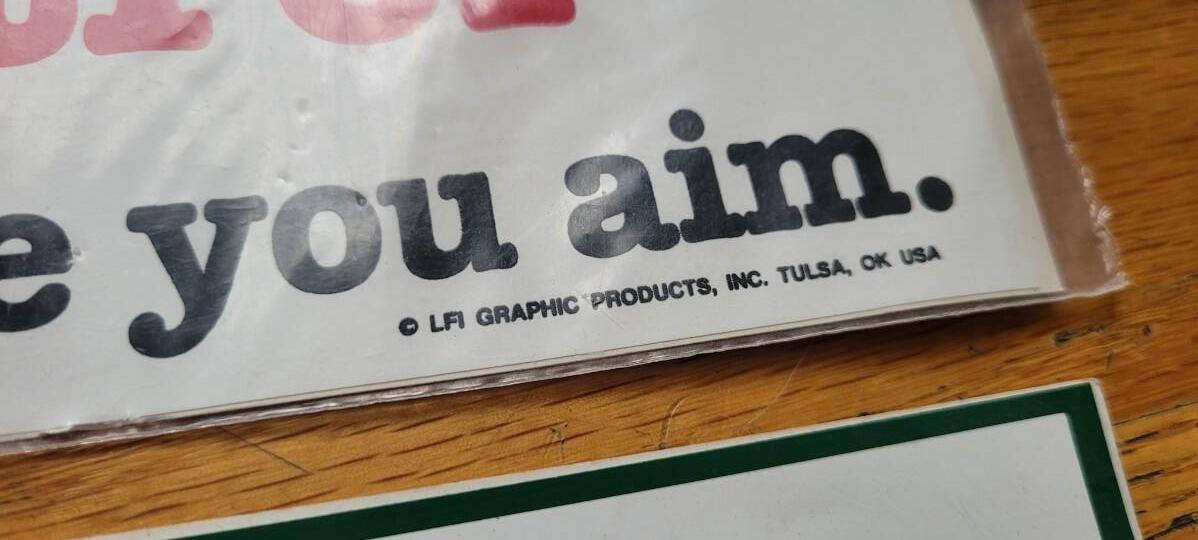 e you aim.
© LFI GRAPHIC PRODUCTS, INC. TULSA, OK USA